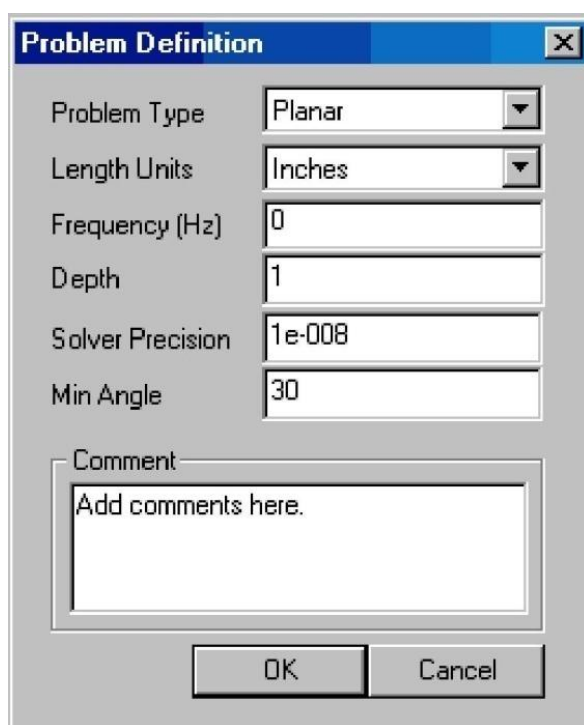 Problem Definition
Problem Type Planar
Length Units Inches
Frequency (Hz) 0
Depth 1
Solver Precision 1e-008
Min Angle 30
Comment
Add comments here.
OK Cancel